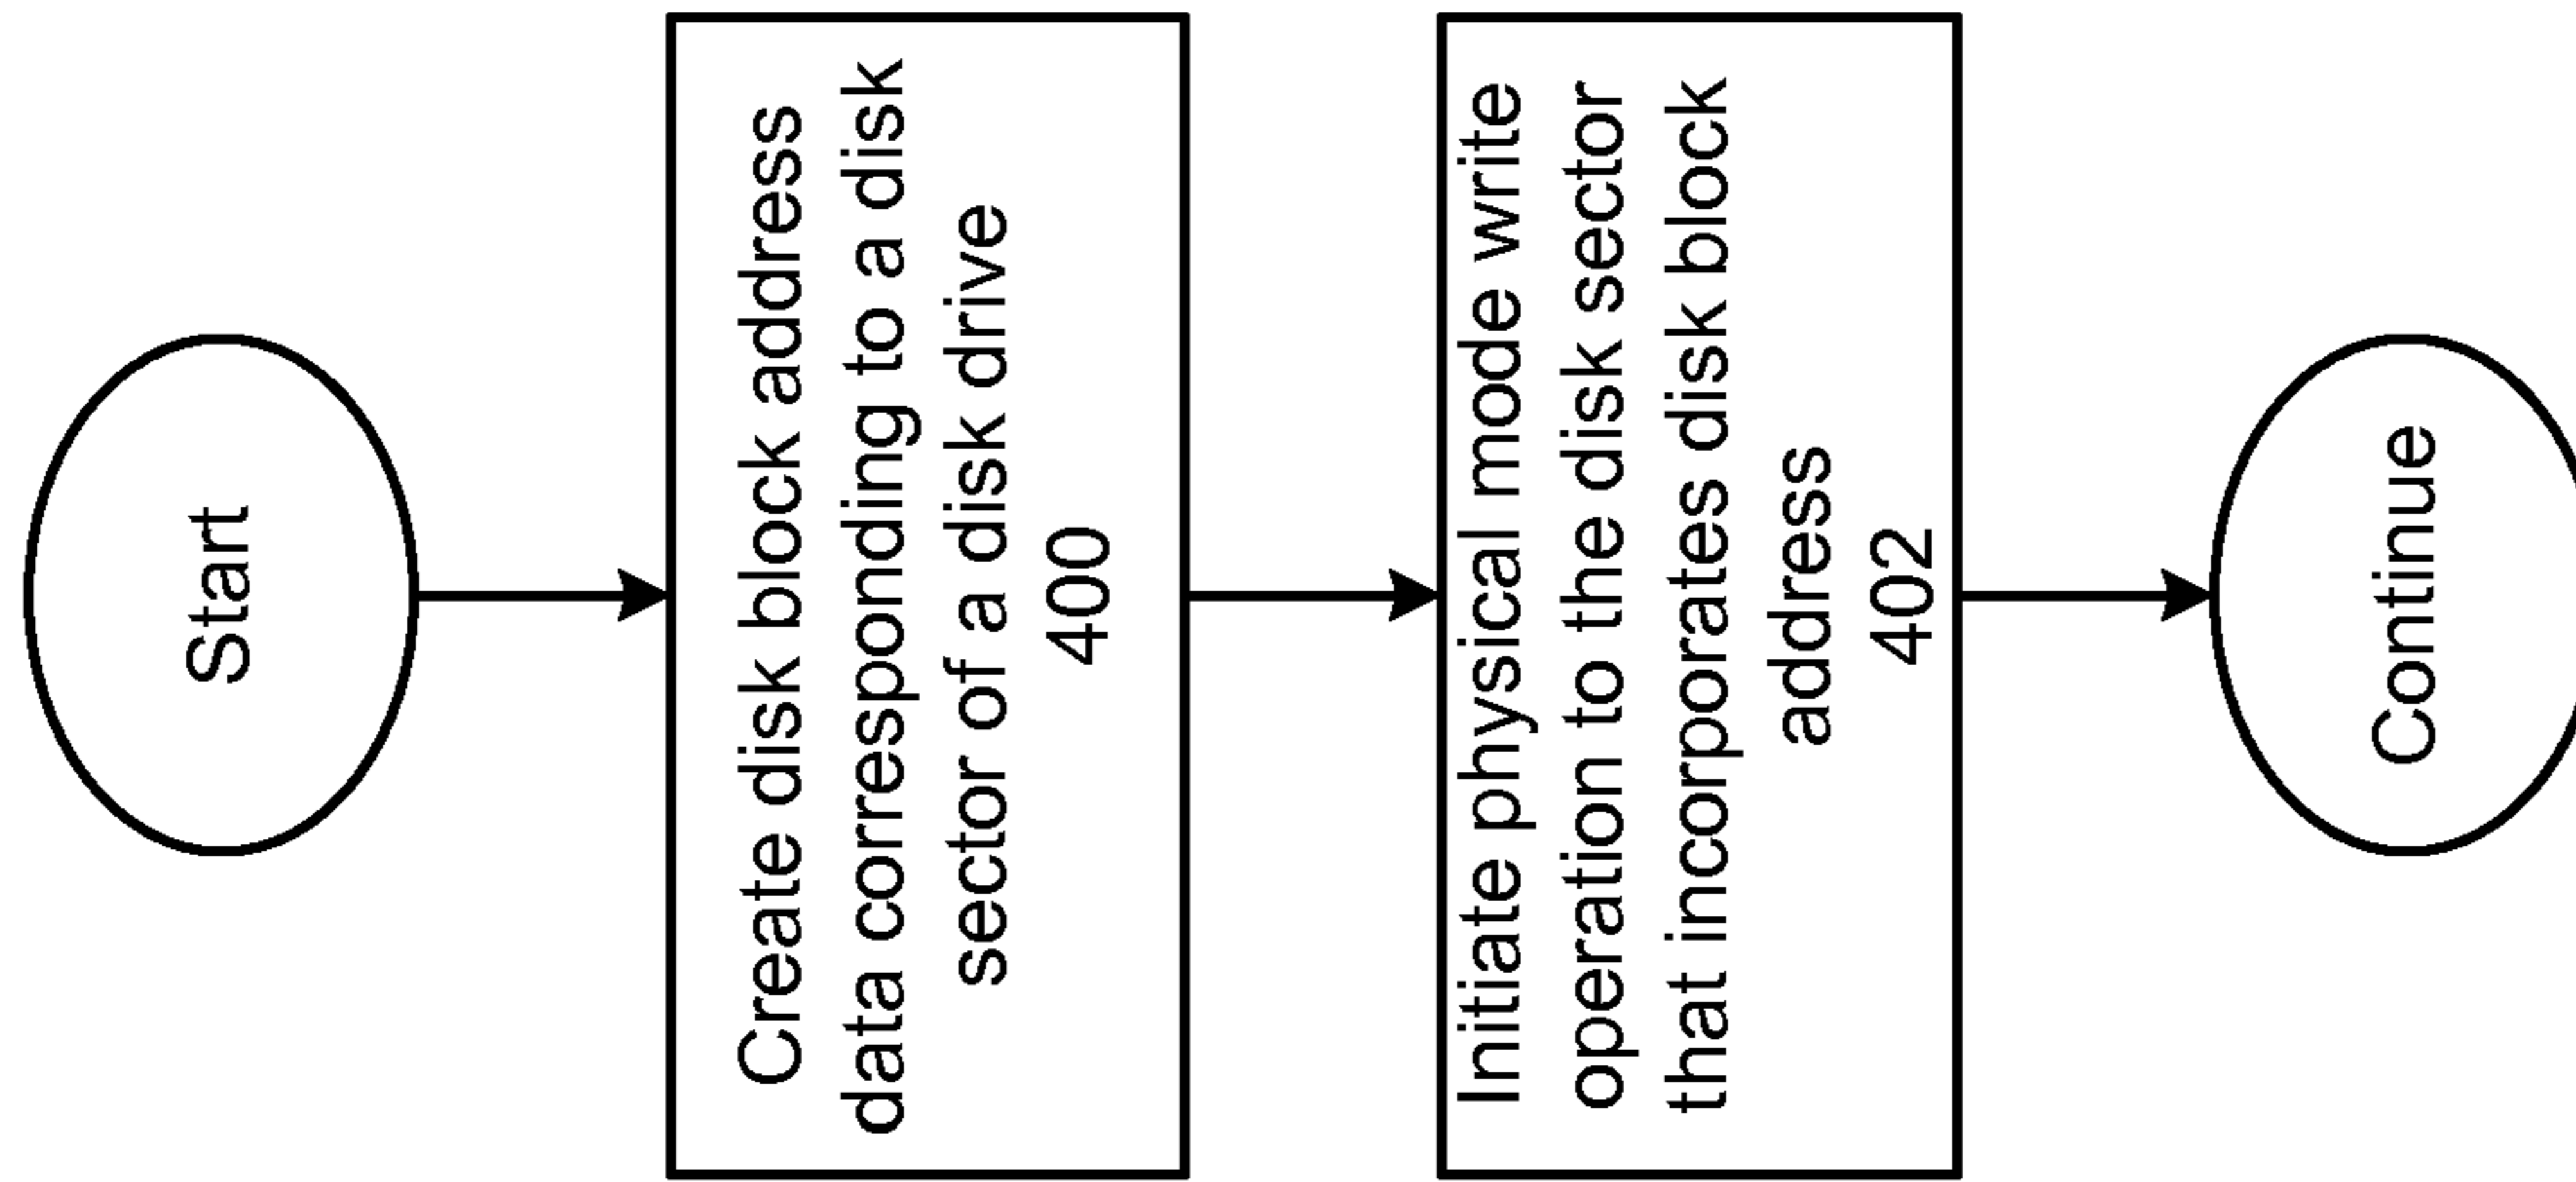 Start
Create disk block address
data corresponding to a disk
sector of a disk drive
400
Initiate physical mode write
operation to the disk sector
that incorporates disk block
address
402
Continue